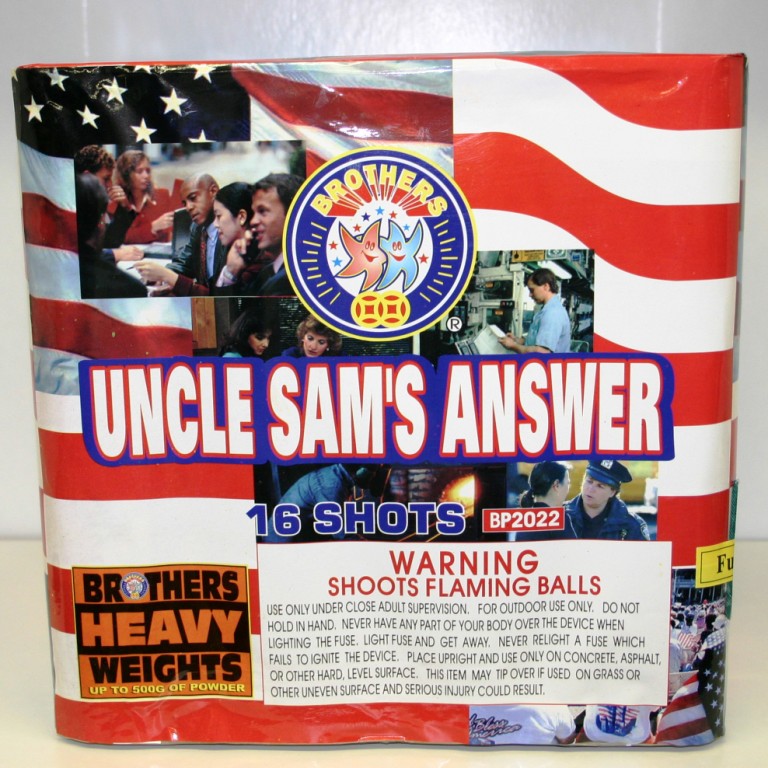 BROTHERS
®
UNCLE SAM'S ANSWER
16 SHOTS BP2022
WARNING
SHOOTS FLAMING BALLS
USE ONLY UNDER CLOSE ADULT SUPERVISION. FOR OUTDOOR USE ONLY. DO NOT
HOLD IN HAND. NEVER HAVE ANY PART OF YOUR BODY OVER THE DEVICE WHEN
LIGHTING THE FUSE. LIGHT FUSE AND GET AWAY. NEVER RELIGHT A FUSE WHICH
FAILS TO IGNITE THE DEVICE. PLACE UPRIGHT AND USE ONLY ON CONCRETE, ASPHALT,
OR OTHER HARD, LEVEL SURFACE. THIS ITEM MAY TIP OVER IF USED ON GRASS OR
OTHER UNEVEN SURFACE AND SERIOUS INJURY COULD RESULT.
Fu
BROTHERS
HEAVY
WEIGHTS
UP TO 500G OF POWDER